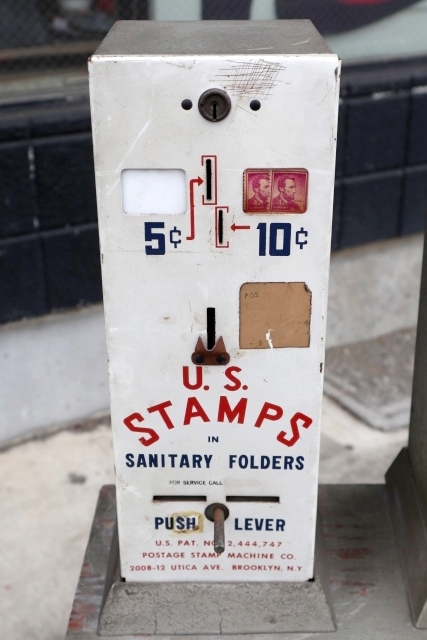 5¢ 10¢
POS
U. S.
STAMPS
IN
SANITARY FOLDERS
FOR SERVICE CALL
PUSH LEVER
U.S. PAT. NO 2,444,747
POSTAGE STAMP MACHINE CO.
2008-12 UTICA AVE. BROOKLYN, N.Y.